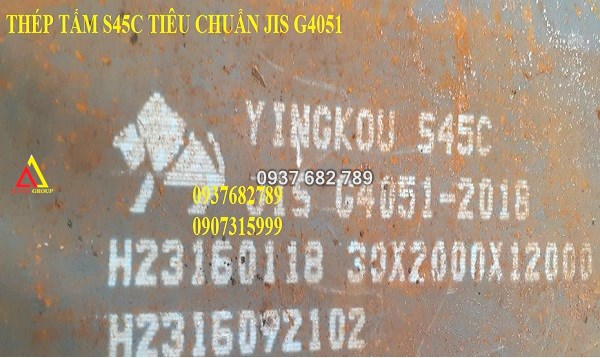 THÉP TẤM S45C TIÊU CHUẨN JIS G4051
YINGKOU S45C
0937 682 789
0937682789
JIS G4051-2018
GROUP
0907315999
H23160118 30X2000X12000
H2316092102